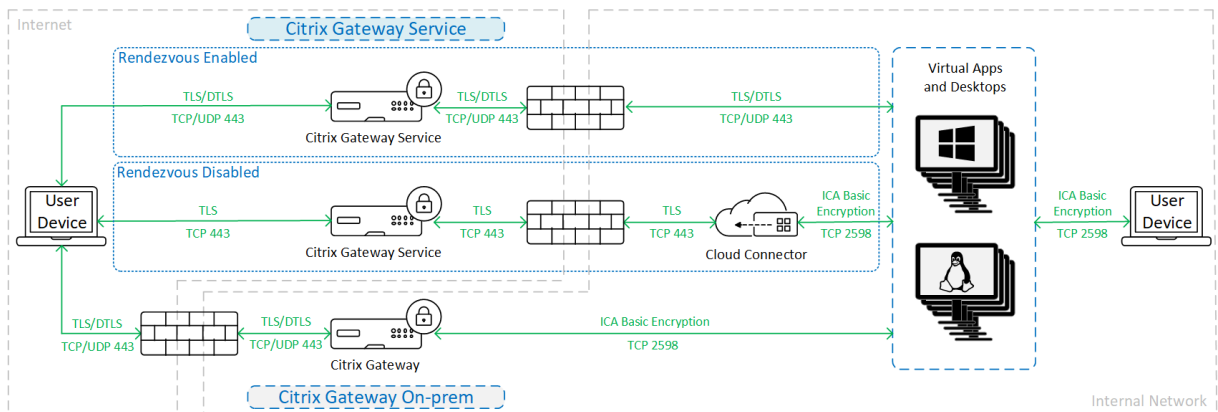 Internet
Citrix Gateway Service
Rendezvous Enabled
TLS/DTLS
TCP/UDP 443
Citrix Gateway Service
TLS/DTLS
TCP/UDP 443
TLS/DTLS
TCP/UDP 443
Virtual Apps
and Desktops
Rendezvous Disabled
User
Device
TLS
TCP 443
Citrix Gateway Service
TLS
TCP 443
TLS
TCP 443
Cloud Connector
ICA Basic
Encryption
TCP 2598
ICA Basic
Encryption
TCP 2598
User
Device
TLS/DTLS
TCP/UDP 443
TLS/DTLS
TCP/UDP 443
Citrix Gateway
ICA Basic Encryption
TCP 2598
Citrix Gateway On-prem
Internal Network